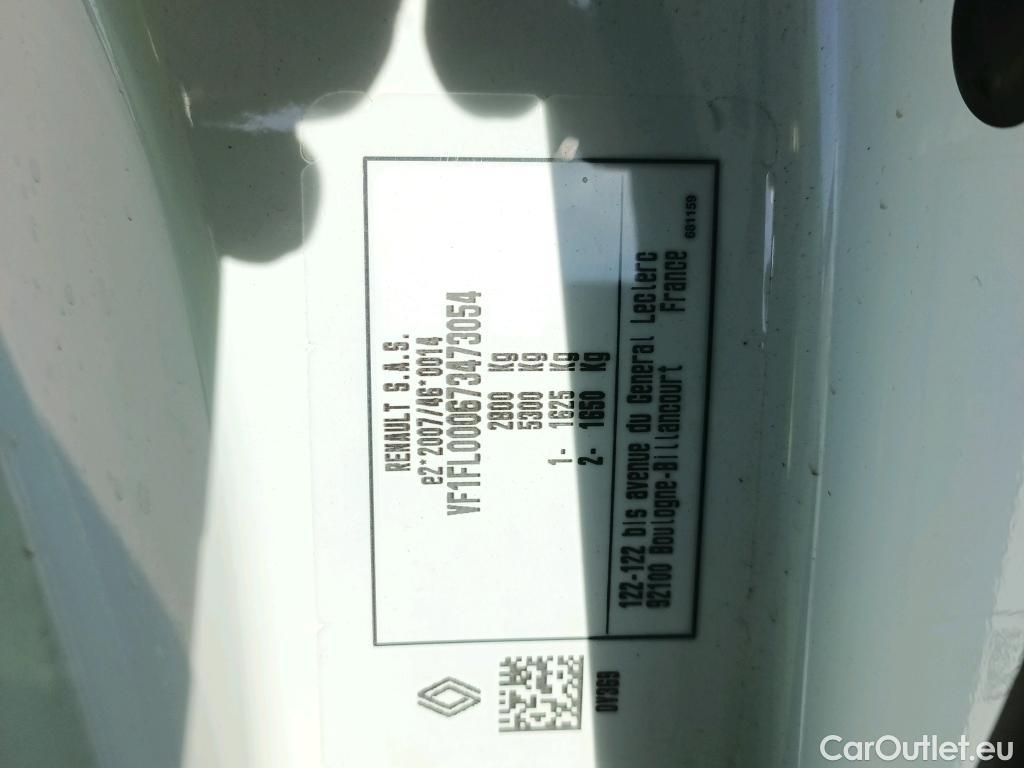 RENAULT S.A.S.
e2*2007/46*0014
VF1FL000673473054
2800 Kg
5300 Kg
1- 1625 Kg
2- 1650 Kg
122-122 bis avenue du General Leclerc
92100 Boulogne-Billancourt France
681159
DV369
CarOutlet.eu